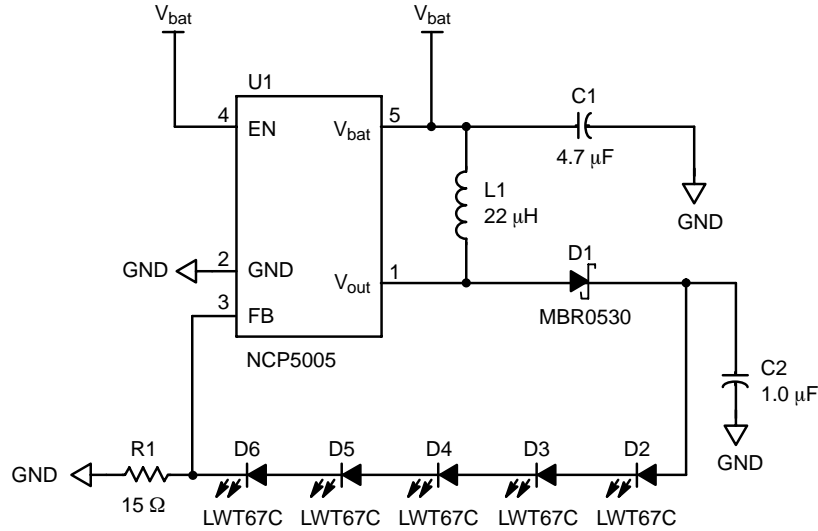 Vbat
Vbat
U1
4 EN
Vbat 5
C1
4.7 μF
GND
L1
22 μH
GND 2 GND
Vout 1
D1
MBR0530
3 FB
NCP5005
C2
1.0 μF
GND
GND R1 D6 D5 D4 D3 D2
15 Ω LWT67C LWT67C LWT67C LWT67C LWT67C